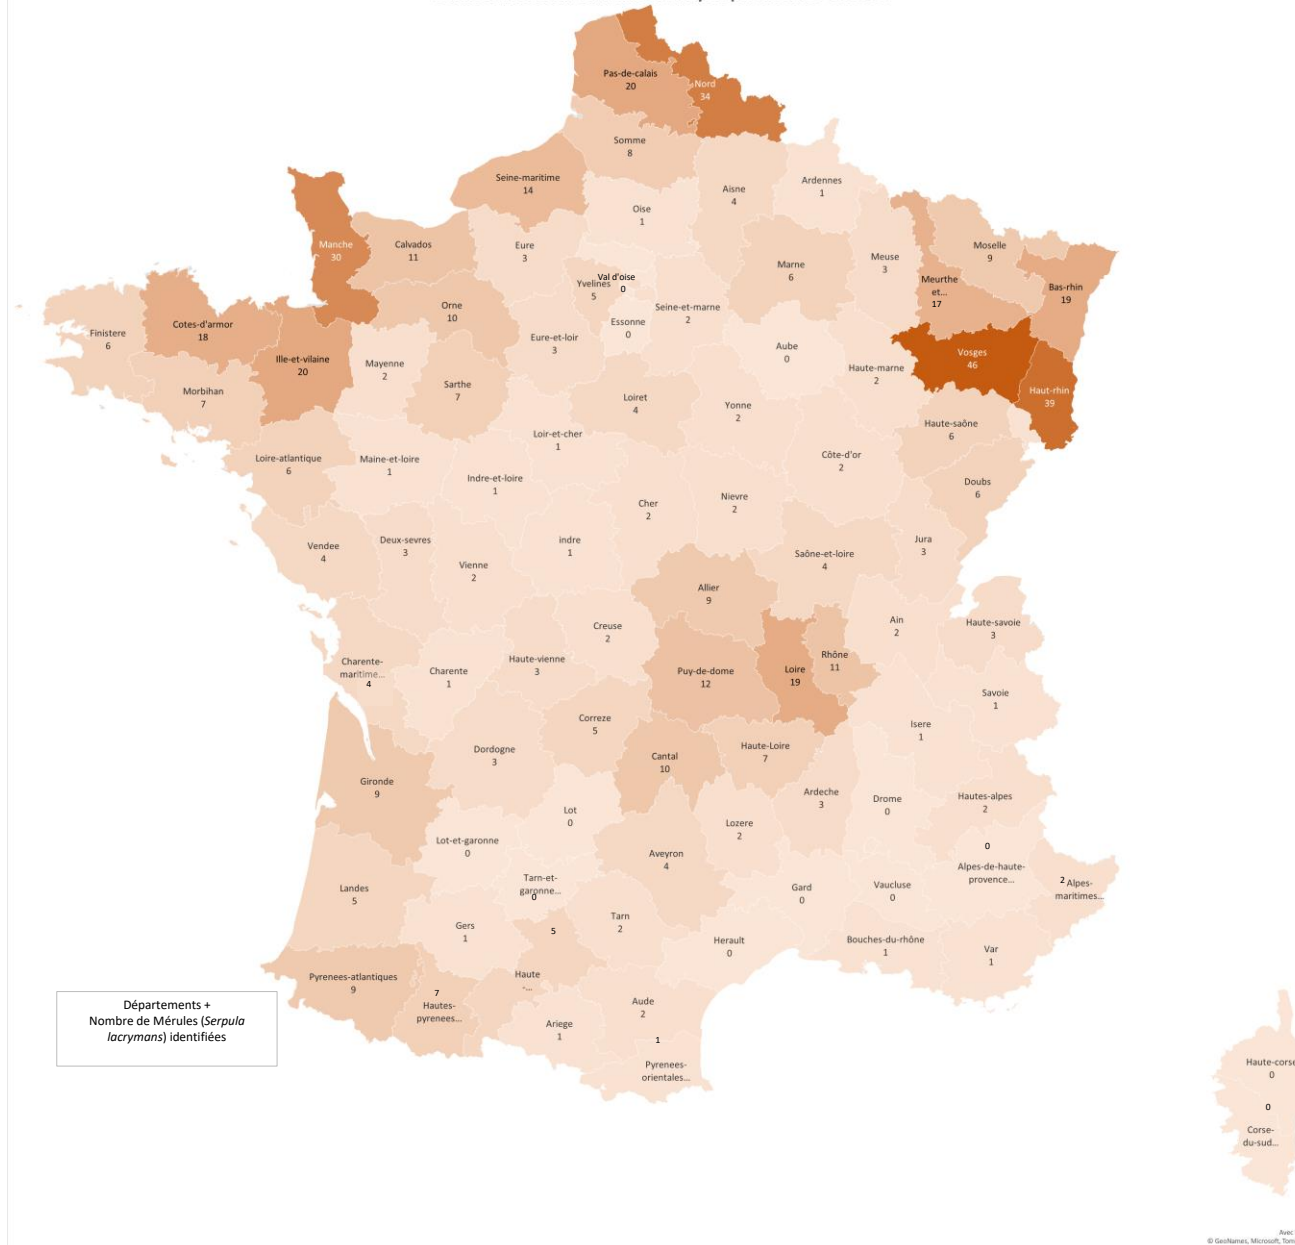 Pas-de-calais
20
Nord
34
Somme
8
Seine-maritime
14
Aisne
4
Ardennes
1
Oise
1
Manche
30
Calvados
11
Eure
3
Val d'oise
0
Yvelines
5
Marne
6
Meuse
3
Moselle
9
Meurthe
et...
17
Bas-rhin
19
Finistere
6
Cotes-d'armor
18
Orne
10
Essonne
0
Seine-et-marne
2
Ille-et-vilaine
20
Mayenne
2
Eure-et-loir
3
Aube
0
Haute-marne
2
Vosges
46
Haut-rhin
39
Morbihan
7
Sarthe
7
Loiret
4
Yonne
2
Haute-saône
6
Loire-atlantique
6
Maine-et-loire
1
Loir-et-cher
1
Indre-et-loire
1
Côte-d'or
2
Doubs
6
Cher
2
Nievre
2
Vendee
4
Deux-sevres
3
Vienne
2
indre
1
Saône-et-loire
4
Jura
3
Allier
9
Creuse
2
Ain
2
Haute-savoie
3
Charente-
maritime...
4
Charente
1
Haute-vienne
3
Puy-de-dome
12
Loire
19
Rhône
11
Savoie
1
Correze
5
Isere
1
Dordogne
3
Cantal
10
Haute-Loire
7
Gironde
9
Lot
0
Lozere
2
Ardeche
3
Drome
0
Hautes-alpes
2
Lot-et-garonne
0
Aveyron
4
0
Alpes-de-haute-
provence...
Landes
5
Tarn-et-
garonne...
0
Gard
0
Vaucluse
0
2
Alpes-
maritimes...
Gers
1
5
Haute
-...
Tarn
2
Herault
0
Bouches-du-rhône
1
Var
1
Pyrenees-atlantiques
9
7
Hautes-
pyrenees...
Ariege
1
Aude
2
1
Pyrenees-
orientales...
Départements +
Nombre de Mérules (Serpula
lacrymans) identifiées
Haute-corse
0
0
Corse-
du-sud...
Avec
© GeoNames, Microsoft, Tom